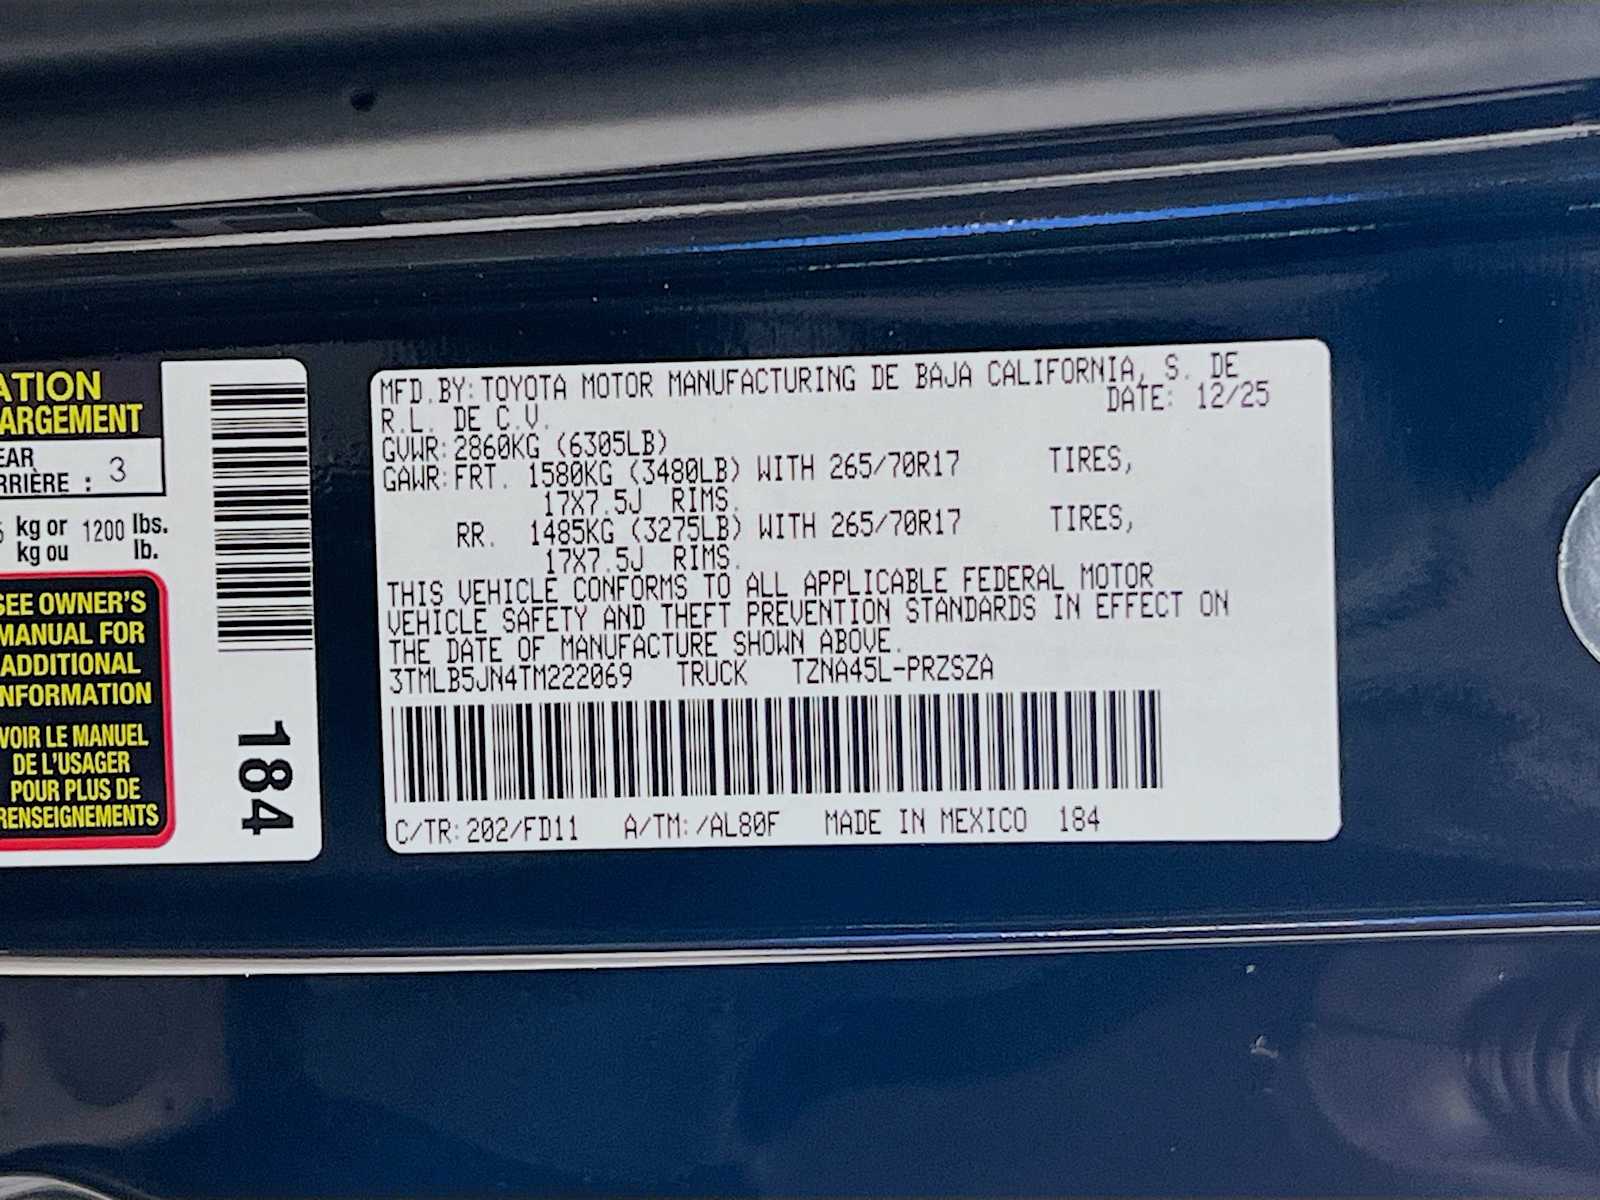 ATION
ARGEMENT
EAR
RRIÈRE : 3
kg or 1200 lbs.
kg ou lb.
SEE OWNER'S
MANUAL FOR
ADDITIONAL
NFORMATION
VOIR LE MANUEL
DE L'USAGER
POUR PLUS DE
RENSEIGNEMENTS
184
MFD.BY: TOYOTA MOTOR MANUFACTURING DE BAJA CALIFORNIA, S. DE
R.L. DE C.V. DATE: 12/25
GVWR: 2860KG (6305LB)
GAWR: FRT. 1580KG (3480LB) WITH 265/70R17 TIRES,
17X7.5J RIMS.
RR. 1485KG (3275LB) WITH 265/70R17 TIRES,
17X7.5J RIMS.
THIS VEHICLE CONFORMS TO ALL APPLICABLE FEDERAL MOTOR
VEHICLE SAFETY AND THEFT PREVENTION STANDARDS IN EFFECT ON
THE DATE OF MANUFACTURE SHOWN ABOVE.
3TMLB5JN4TM222069 TRUCK TZNA45L-PRZSZA
C/TR: 202/FD11 A/TM: /AL80F MADE IN MEXICO 184